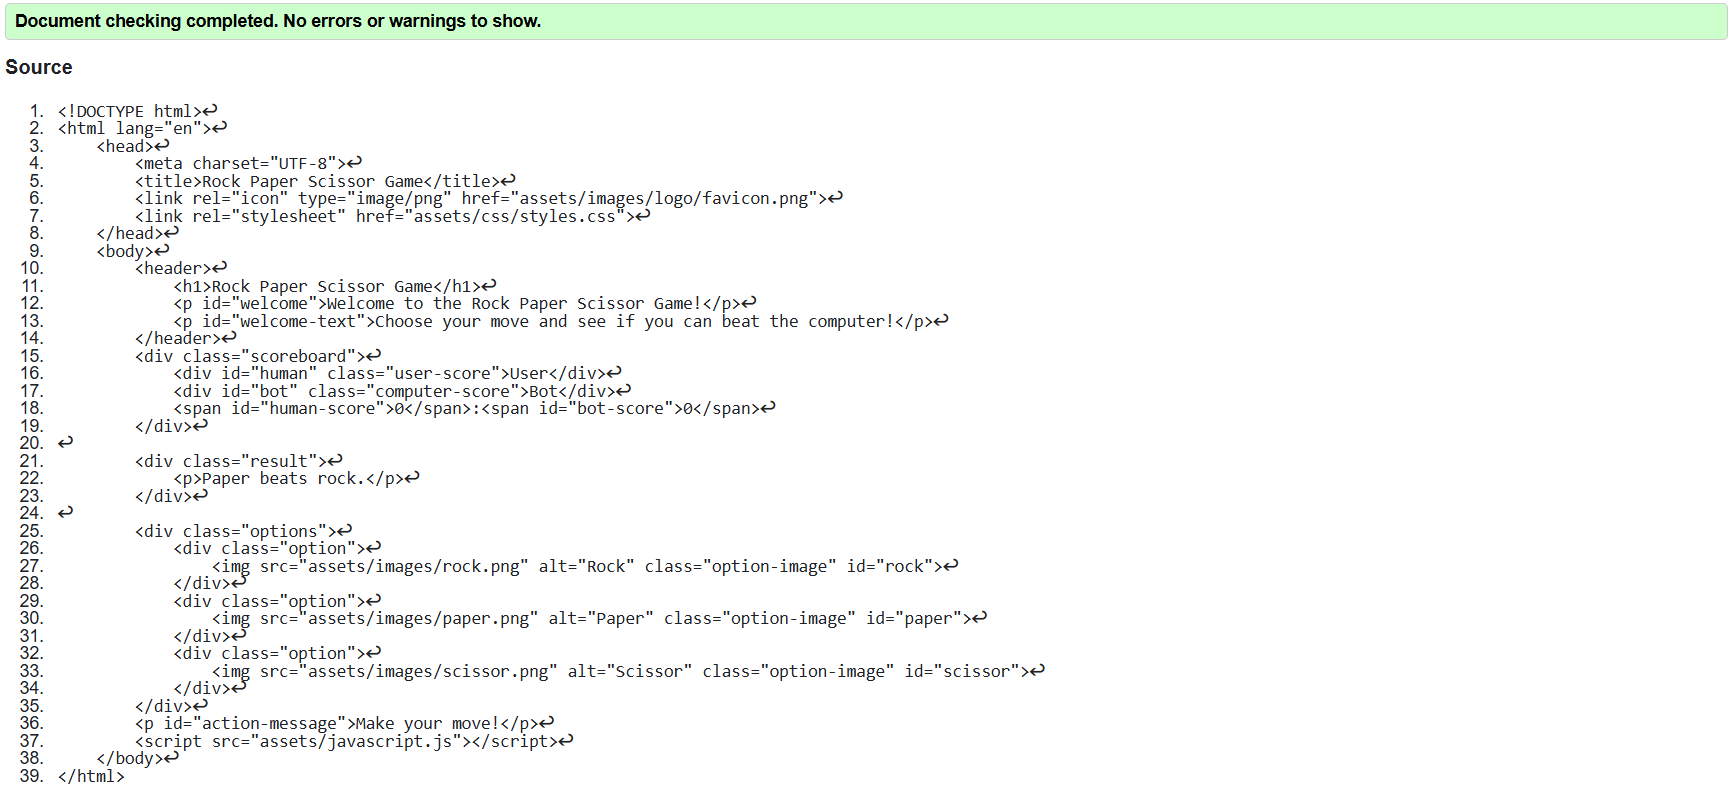 Document checking completed. No errors or warnings to show.
Source
1. <!DOCTYPE html>↩
2. <html lang="en">↩
3.     <head>↩
4.         <meta charset="UTF-8">↩
5.         <title>Rock Paper Scissor Game</title>↩
6.         <link rel="icon" type="image/png" href="assets/images/logo/favicon.png">↩
7.         <link rel="stylesheet" href="assets/css/styles.css">↩
8.     </head>↩
9.     <body>↩
10.         <header>↩
11.             <h1>Rock Paper Scissor Game</h1>↩
12.             <p id="welcome">Welcome to the Rock Paper Scissor Game!</p>↩
13.             <p id="welcome-text">Choose your move and see if you can beat the computer!</p>↩
14.         </header>↩
15.         <div class="scoreboard">↩
16.             <div id="human" class="user-score">User</div>↩
17.             <div id="bot" class="computer-score">Bot</div>↩
18.             <span id="human-score">0</span>:<span id="bot-score">0</span>↩
19.         </div>↩
20. ↩
21.         <div class="result">↩
22.             <p>Paper beats rock.</p>↩
23.         </div>↩
24. ↩
25.         <div class="options">↩
26.             <div class="option">↩
27.                 <img src="assets/images/rock.png" alt="Rock" class="option-image" id="rock">↩
28.             </div>↩
29.             <div class="option">↩
30.                 <img src="assets/images/paper.png" alt="Paper" class="option-image" id="paper">↩
31.             </div>↩
32.             <div class="option">↩
33.                 <img src="assets/images/scissor.png" alt="Scissor" class="option-image" id="scissor">↩
34.             </div>↩
35.         </div>↩
36.         <p id="action-message">Make your move!</p>↩
37.         <script src="assets/javascript.js"></script>↩
38.     </body>↩
39. </html>